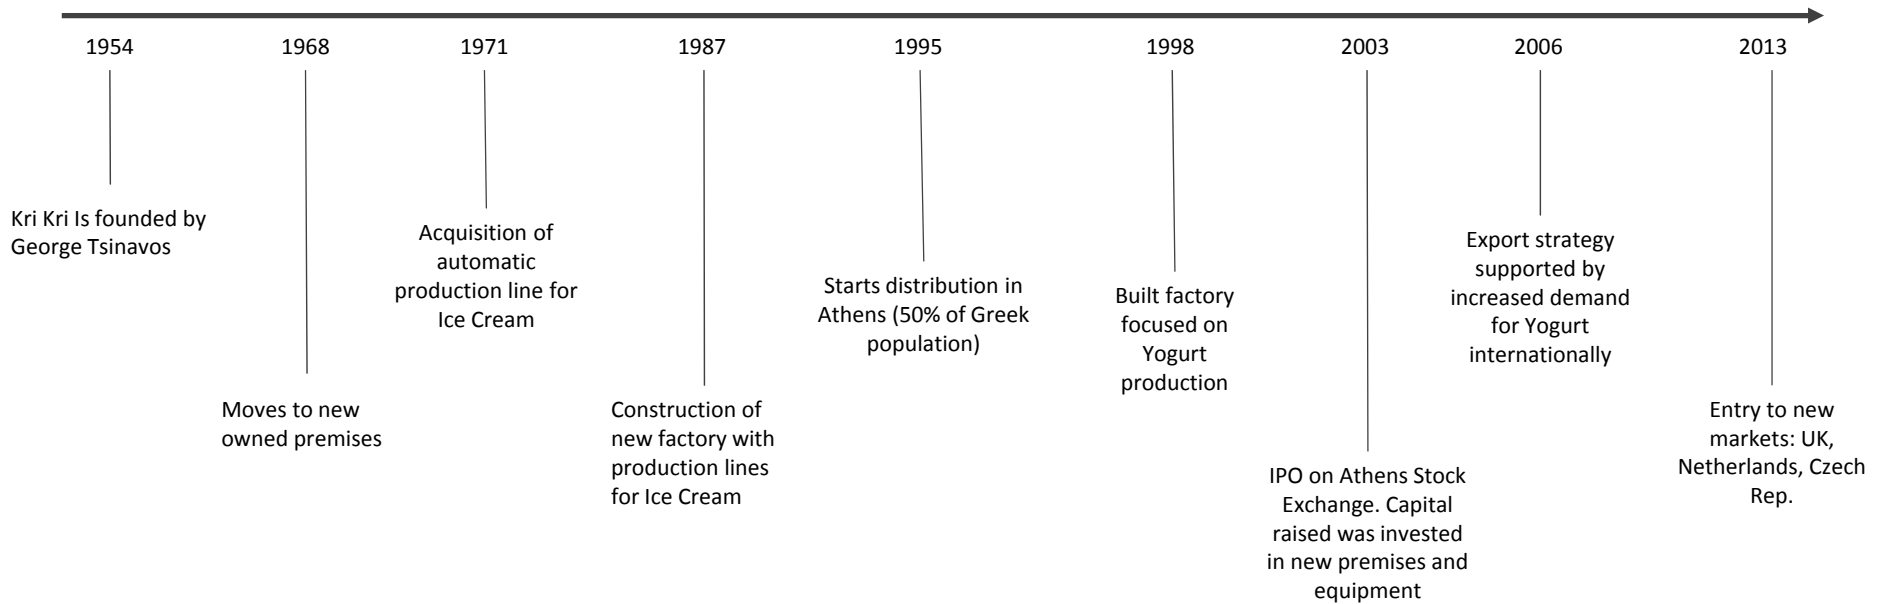 1954
1968
1971
1987
1995
1998
2003
2006
2013
Kri Kri Is founded by
George Tsinavos
Moves to new
owned premises
Acquisition of
automatic
production line for
Ice Cream
Construction of
new factory with
production lines
for Ice Cream
Starts distribution in
Athens (50% of Greek
population)
Built factory
focused on
Yogurt
production
IPO on Athens Stock
Exchange. Capital
raised was invested
in new premises and
equipment
Export strategy
supported by
increased demand
for Yogurt
internationally
Entry to new
markets: UK,
Netherlands, Czech
Rep.